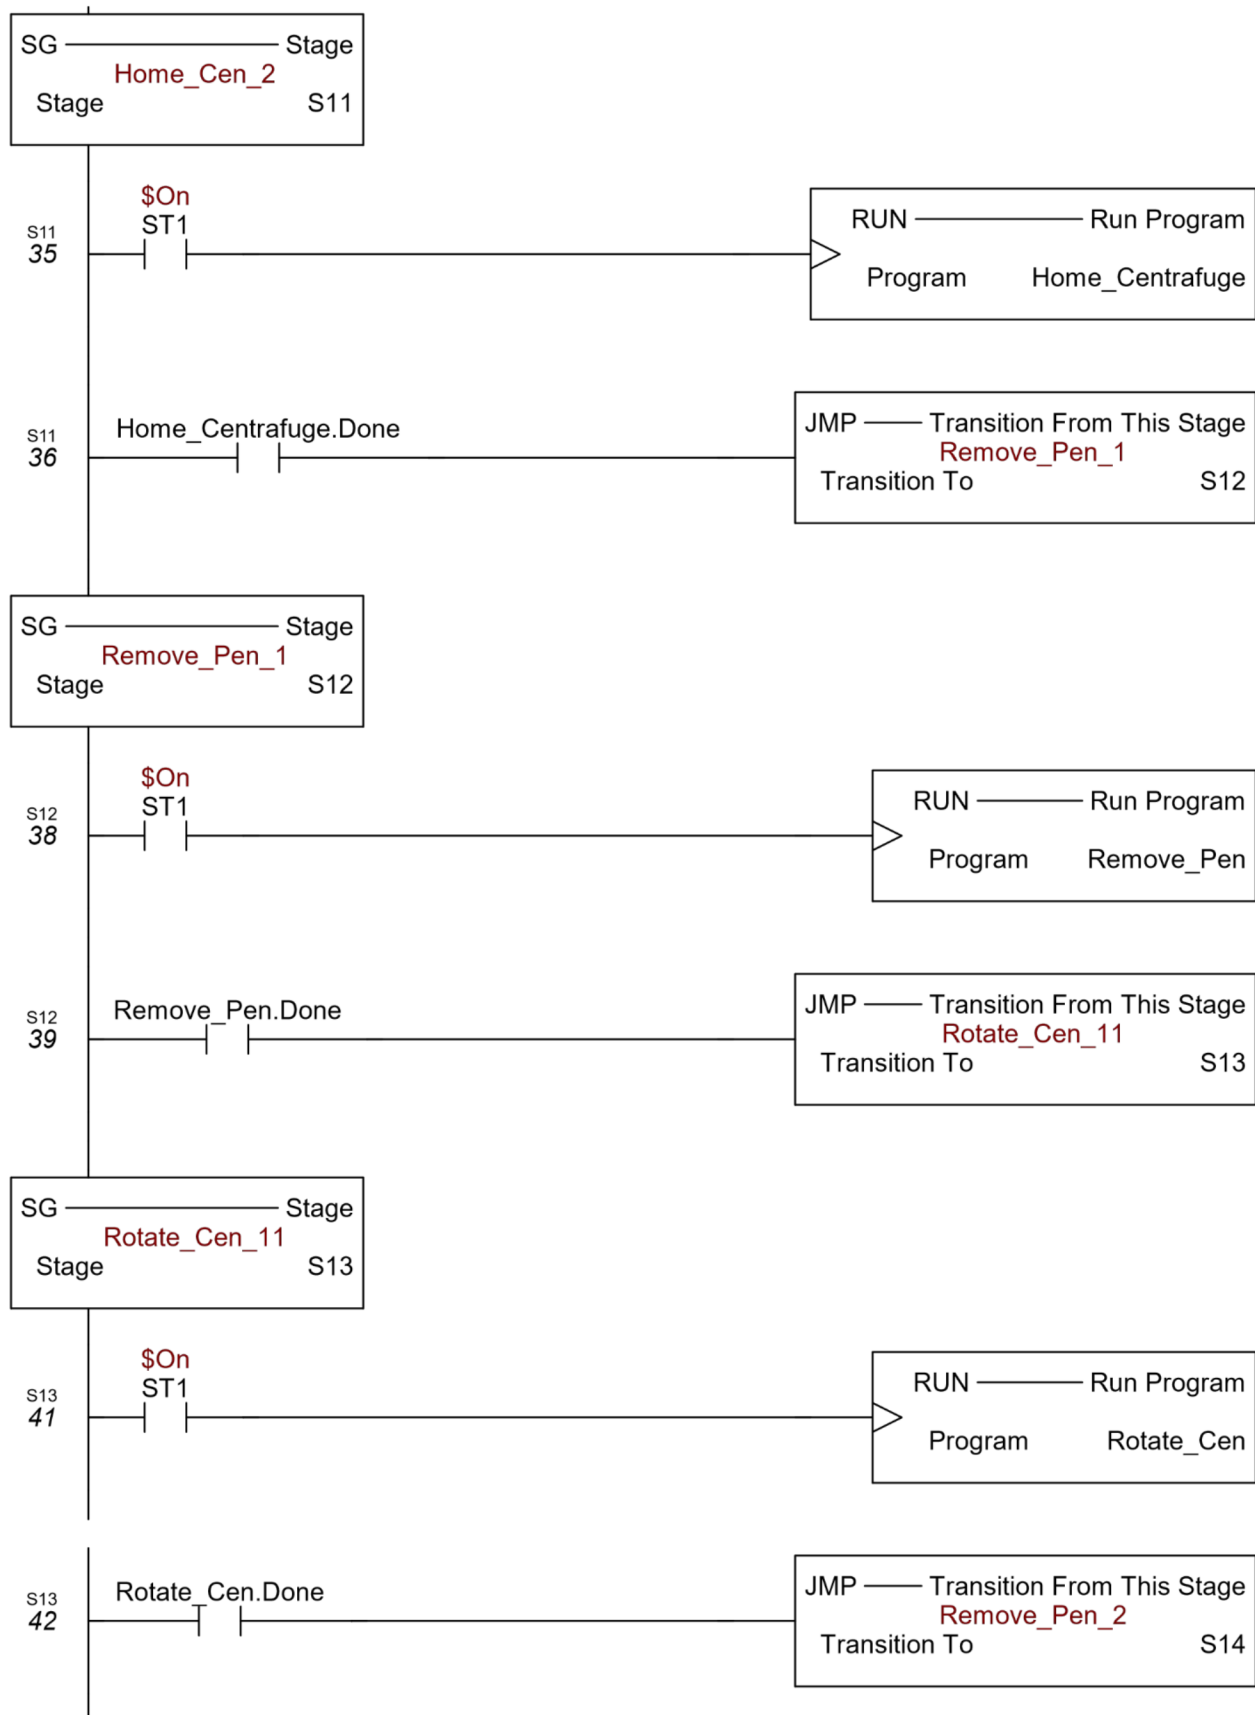 SG Stage
Home_Cen_2
Stage S11
$On
ST1
S11
35
RUN Run Program
Program Home_Centrafuge
S11
36
Home_Centrafuge.Done
JMP Transition From This Stage
Remove_Pen_1
Transition To S12
SG Stage
Remove_Pen_1
Stage S12
$On
ST1
S12
38
RUN Run Program
Program Remove_Pen
S12
39
Remove_Pen.Done
JMP Transition From This Stage
Rotate_Cen_11
Transition To S13
SG Stage
Rotate_Cen_11
Stage S13
$On
ST1
S13
41
RUN Run Program
Program Rotate_Cen
S13
42
Rotate_Cen.Done
JMP Transition From This Stage
Remove_Pen_2
Transition To S14